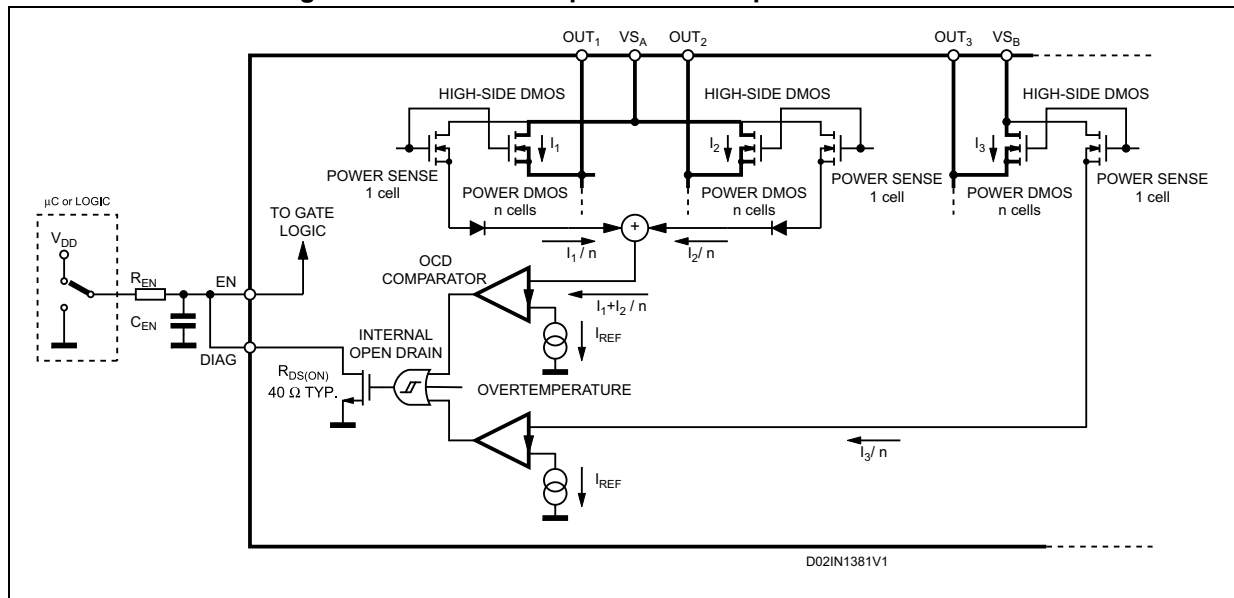 OUT1 VSA OUT2 OUT3 VSB
HIGH-SIDE DMOS
HIGH-SIDE DMOS
HIGH-SIDE DMOS
I1
I2
I3
POWER SENSE
1 cell
POWER DMOS
n cells
POWER DMOS
n cells
POWER SENSE
1 cell
POWER DMOS
n cells
POWER SENSE
1 cell
μC or LOGIC
VDD
TO GATE
LOGIC
+
I1 / n
I2/ n
REN
EN
CEN
DIAG
OCD
COMPARATOR
I1+I2 / n
IREF
INTERNAL
OPEN DRAIN
RDS(ON)
40 Ω TYP.
OVERTEMPERATURE
I3/ n
IREF
D02IN1381V1